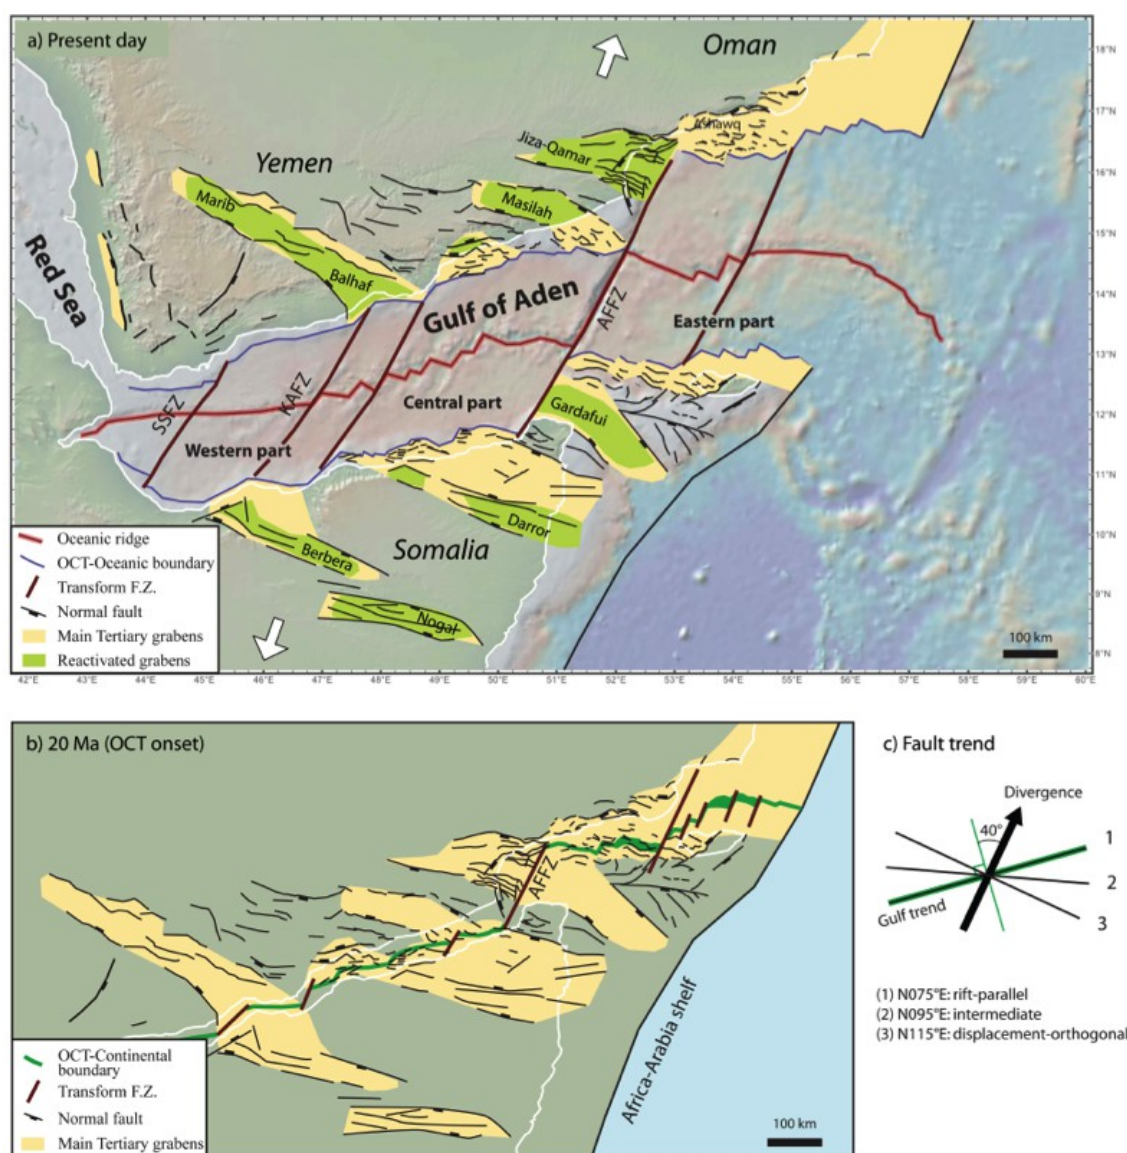 a) Present day
Oman
18°N
17°N
Ashawq
Jiza-Qamar
Yemen
16°N
Marib
Masilah
15°N
Red Sea
Balhaf
Gulf of Aden
14°N
AFFZ
Eastern part
13°N
SSFZ
KAFZ
Central part
Gardafui
12°N
Western part
11°N
Darror
10°N
Somalia
Berbera
9°N
Nogal
100 km
8°N
Oceanic ridge
OCT-Oceanic boundary
Transform F.Z.
Normal fault
Main Tertiary grabens
Reactivated grabens
42°E 43°E 44°E 45°E 46°E 47°E 48°E 49°E 50°E 51°E 52°E 53°E 54°E 55°E 56°E 57°E 58°E 59°E 60°E
b) 20 Ma (OCT onset)
AFFZ
Africa-Arabia shelf
OCT-Continental
boundary
Transform F.Z.
Normal fault
Main Tertiary grabens
100 km
c) Fault trend
Divergence
40°
1
2
Gulf trend
3
(1) N075°E: rift-parallel
(2) N095°E: intermediate
(3) N115°E: displacement-orthogonal